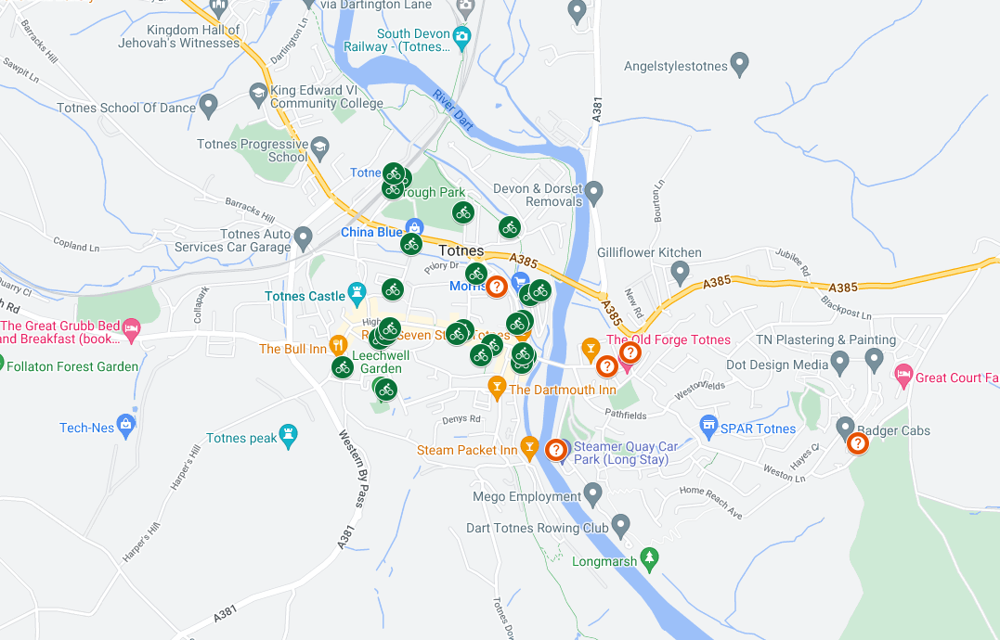 via Dartington Lane
Kingdom Hall of
Jehovah's Witnesses
Dartington Ln
South Devon
Railway - (Totnes...
Barracks Hill
Sawpit Ln
Angelstylestotnes
King Edward VI
Community College
Totnes School Of Dance
River Dart
A381
Totnes Progressive
School
Totne
rough Park
Devon & Dorset
Removals
Bourton Ln
Barracks Hill
China Blue
Totnes Auto
Services Car Garage
Copland Ln
Totnes
A385
Gilliflower Kitchen
Jubilee Rd
Priory Dr
Quarry Cl
Morris
A385
A385
h Rd
Collapark
Totnes Castle
New Rd
A385
Blackpost Ln
High
The Great Grubb Bed
and Breakfast (book...
Seven St
Totnes
The Old Forge Totnes
TN Plastering & Painting
The Bull Inn
Leechwell
Garden
Dot Design Media
Follaton Forest Garden
Great Court Fa
The Dartmouth Inn
Westonfields
Pathfields
Denys Rd
Tech-Nes
Totnes peak
SPAR Totnes
Badger Cabs
Steam Packet Inn
Steamer Quay Car
Park (Long Stay)
Hayes Cl
Western By Pass
Harper's Hill
Weston Ln
Mego Employment
Home Reach Ave
Dart Totnes Rowing Club
A381
Harper's Hill
Longmarsh
A381
Totnes Dow